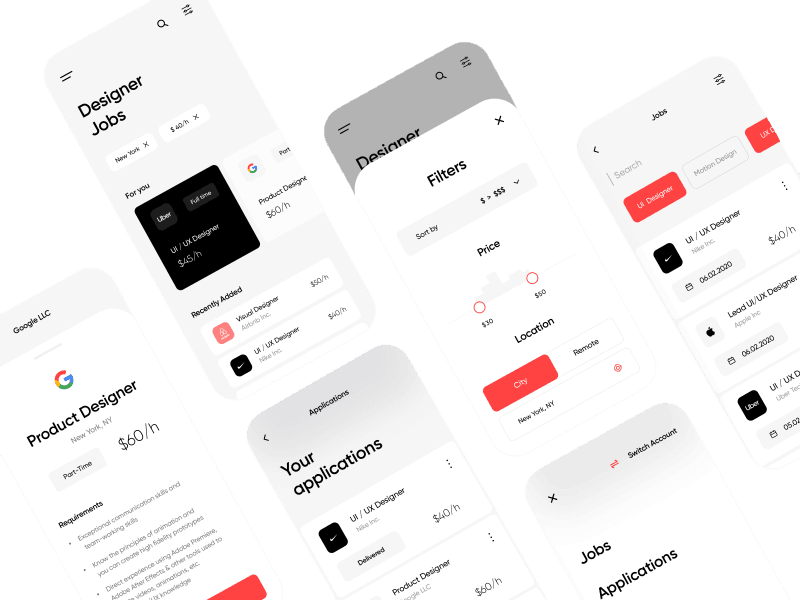 Designer
Jobs
New York
$ 40/h
For you
Uber
Full time
UI / UX Designer
$45/h
Part
Product Designe
$60/h
Recently Added
Visual Designer
Airbnb Inc.
$50/h
UI / UX Designer
Nike Inc.
$40/h
Designer
Filters
Sort by
$ > $$$
Price
$30
$50
Location
City
Remote
New York, NY
Jobs
Search
UI Designer
Motion Design
UX D
UI / UX Designer
Nike Inc.
$40/h
06.02.2020
Lead UI/UX Designer
Apple Inc
06.02.2020
Uber
UI / UX D
Uber Tec
05.02
Google LLC
Product Designer
New York, NY
Part-Time
$60/h
Requirements
Exceptional communication skills and
team-working skills
Know the principles of animation and
you can create high fidelity prototypes
Direct experience using Adobe Premiere,
Adobe After Effects & other tools used to
videos, animations, etc.
knowledge
Applications
Your
applications
UI / UX Designer
Nike Inc.
Delivered
$40/h
Product Designer
Google LLC
$60/h
Switch Account
Jobs
Applications